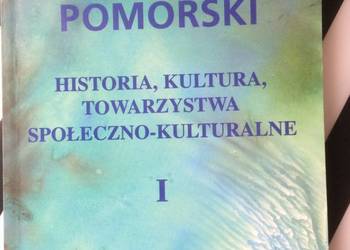 POMORSKI
HISTORIA, KULTURA,
TOWARZYSTWA
SPOŁECZNO-KULTURALNE
I